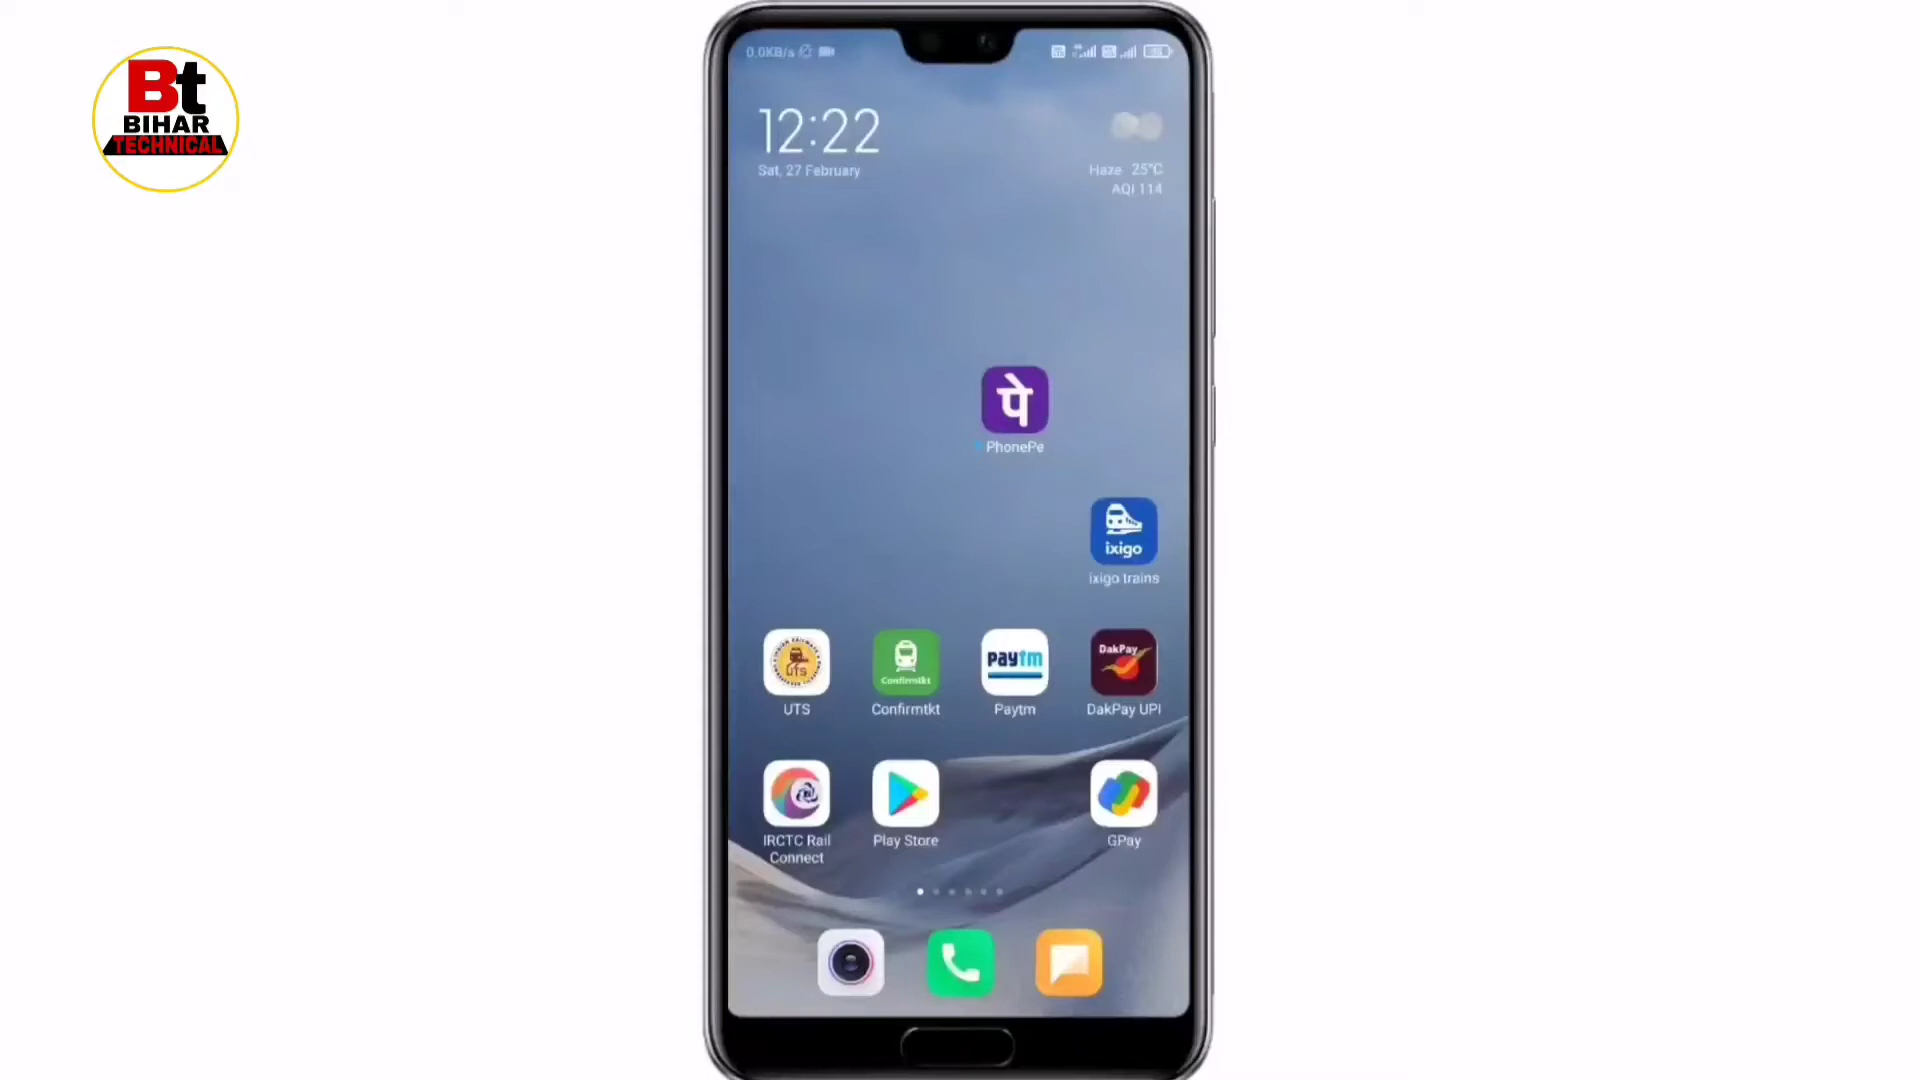 Bt
BIHAR
TECHNICAL
0.0KB/s
12:22
Sat, 27 February
Haze 25°C
AQI 114
पे
PhonePe
ixigo
ixigo trains
UTS
Confirmtkt
paytm
DakPay
UTS
Confirmtkt
Paytm
DakPay UPI
IRCTC Rail
Connect
Play Store
GPay